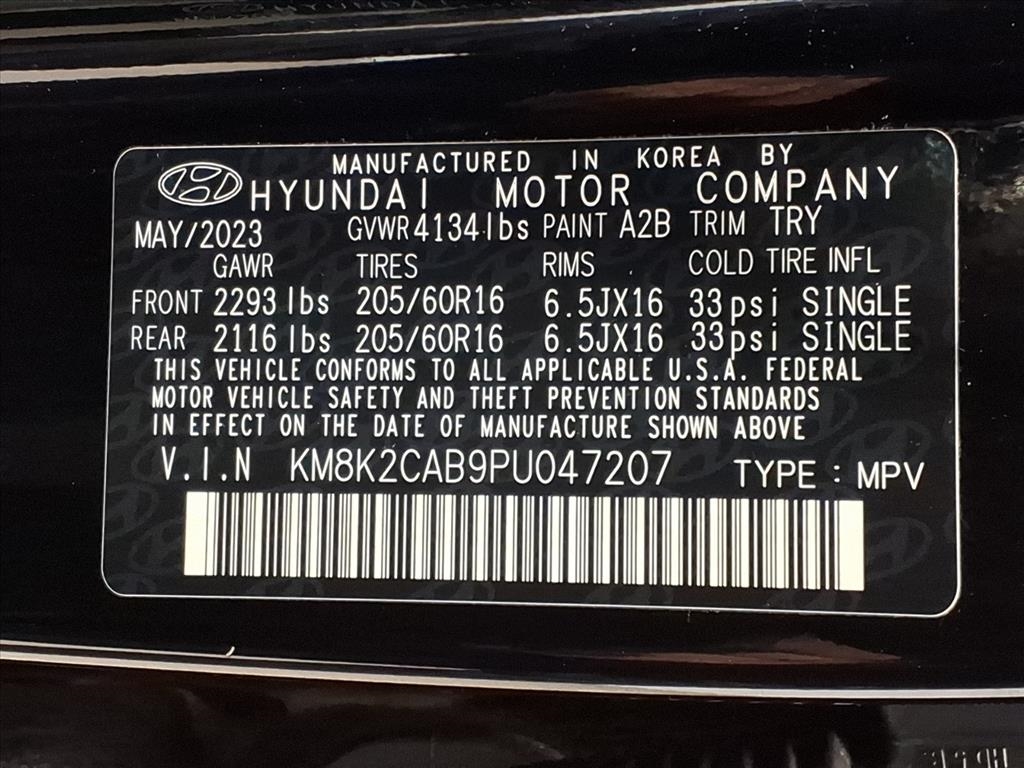 MANUFACTURED IN KOREA BY
HYUNDAI MOTOR COMPANY
MAY/2023 GVWR 4134 lbs PAINT A2B TRIM TRY
GAWR TIRES RIMS COLD TIRE INFL
FRONT 2293 lbs 205/60R16 6.5JX16 33psi SINGLE
REAR 2116 lbs 205/60R16 6.5JX16 33psi SINGLE
THIS VEHICLE CONFORMS TO ALL APPLICABLE U.S.A. FEDERAL
MOTOR VEHICLE SAFETY AND THEFT PREVENTION STANDARDS
IN EFFECT ON THE DATE OF MANUFACTURE SHOWN ABOVE
V.I.N KM8K2CAB9PU047207 TYPE : MPV